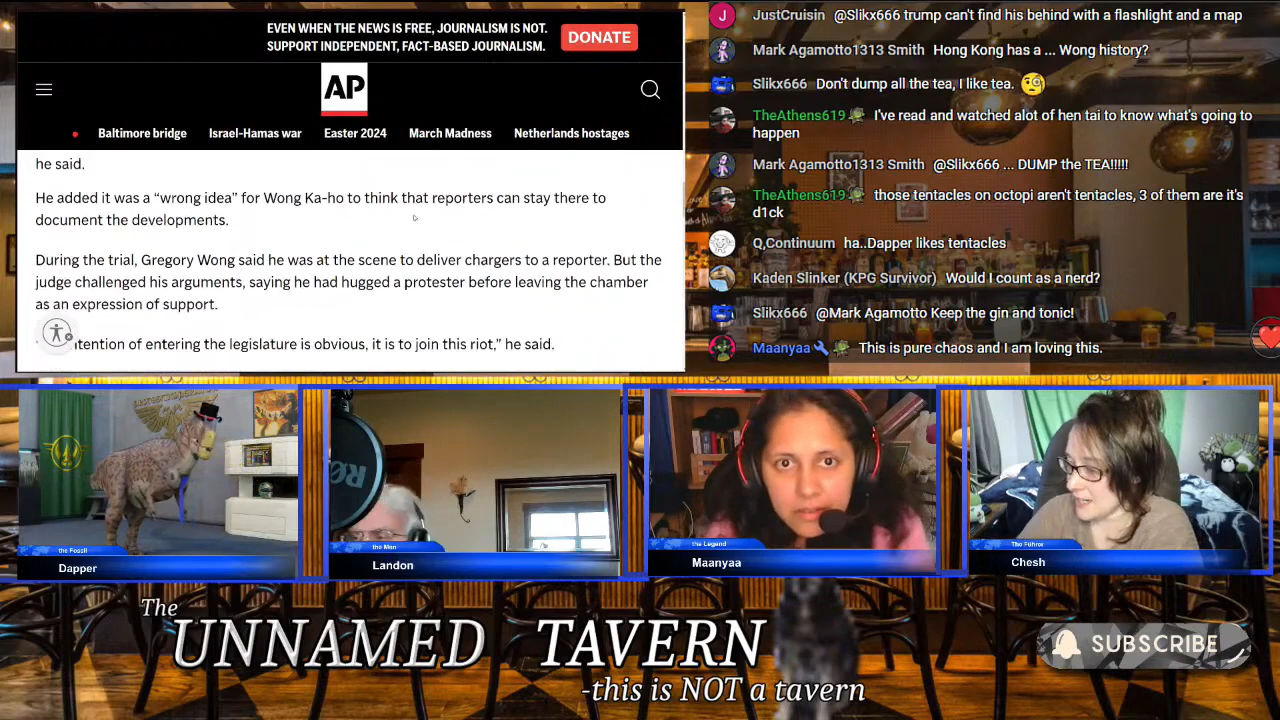 EVEN WHEN THE NEWS IS FREE, JOURNALISM IS NOT.
SUPPORT INDEPENDENT, FACT-BASED JOURNALISM.
DONATE
AP
Baltimore bridge
Israel-Hamas war
Easter 2024
March Madness
Netherlands hostages
he said.
He added it was a “wrong idea” for Wong Ka-ho to think that reporters can stay there to
document the developments.
During the trial, Gregory Wong said he was at the scene to deliver chargers to a reporter. But the
judge challenged his arguments, saying he had hugged a protester before leaving the chamber
as an expression of support.
tention of entering the legislature is obvious, it is to join this riot,” he said.
J JustCruisin @Slikx666 trump can't find his behind with a flashlight and a map
Mark Agamotto1313 Smith Hong Kong has a ... Wong history?
Slikx666 Don't dump all the tea, I like tea.
TheAthens619 I've read and watched alot of hen tai to know what's going to
happen
Mark Agamotto1313 Smith @Slikx666 ... DUMP the TEA!!!!!
TheAthens619 those tentacles on octopi aren't tentacles, 3 of them are it's
d1ck
Q,Continuum ha..Dapper likes tentacles
Kaden Slinker (KPG Survivor) Would I count as a nerd?
Slikx666 @Mark Agamotto Keep the gin and tonic!
Maanyaa This is pure chaos and I am loving this.
the Fossil
Dapper
the Man
Landon
the Legend
Maanyaa
The Führer
Chesh
The
UNNAMED TAVERN
-this is NOT a tavern
SUBSCRIBE